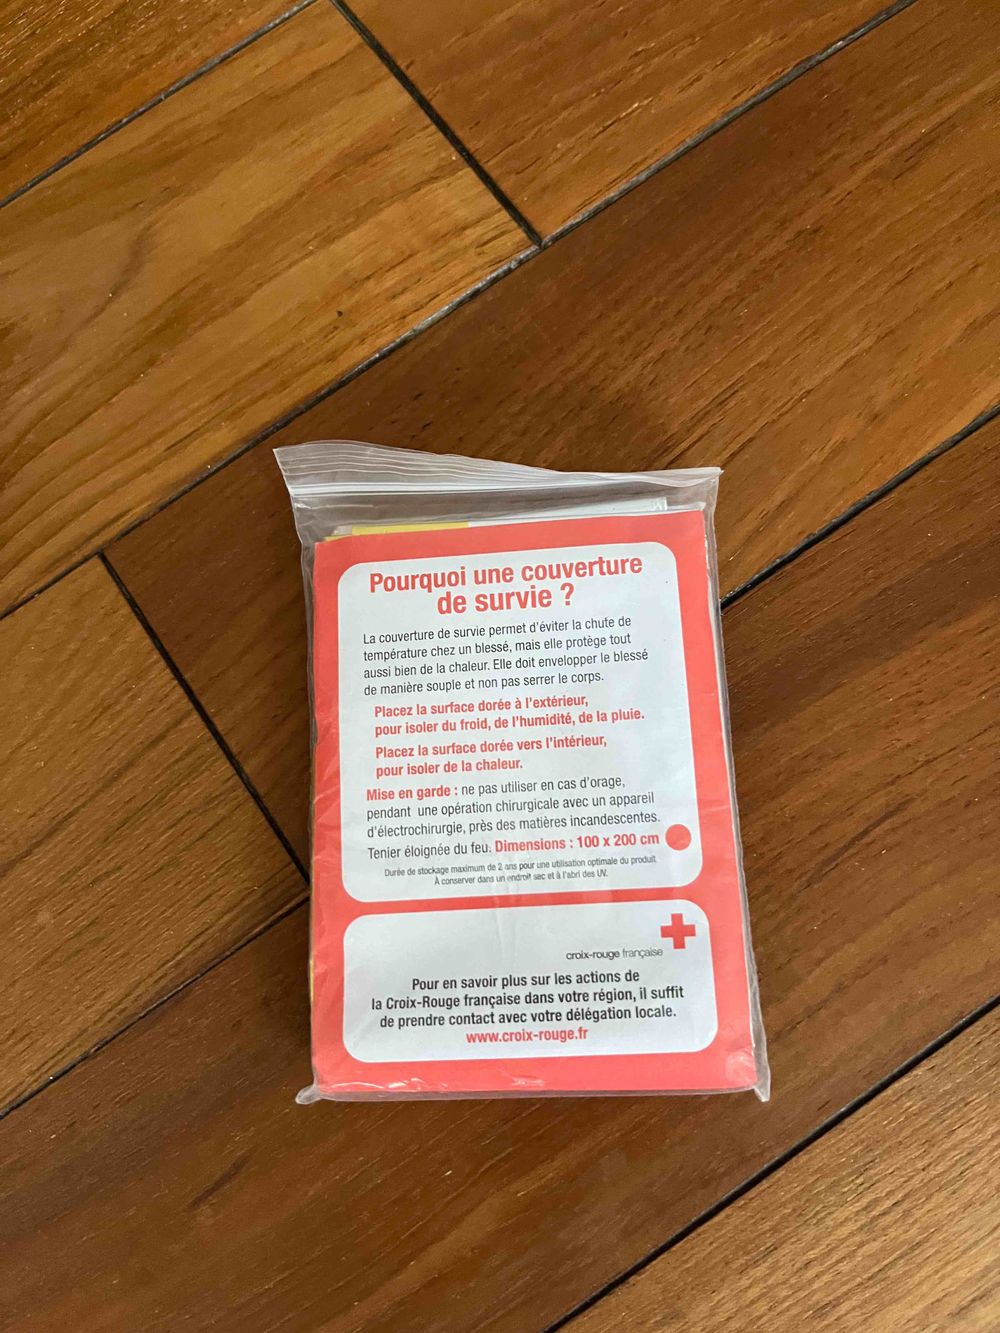 Pourquoi une couverture
de survie ?
La couverture de survie permet d'éviter la chute de
température chez un blessé, mais elle protège tout
aussi bien de la chaleur. Elle doit envelopper le blessé
de manière souple et non pas serrer le corps.
Placez la surface dorée à l'extérieur,
pour isoler du froid, de l'humidité, de la pluie.
Placez la surface dorée vers l'intérieur,
pour isoler de la chaleur.
Mise en garde : ne pas utiliser en cas d'orage,
pendant une opération chirurgicale avec un appareil
d'électrochirurgie, près des matières incandescentes.
Tenier éloignée du feu. Dimensions : 100 x 200 cm
Durée de stockage maximum de 2 ans pour une utilisation optimale du produit.
À conserver dans un endroit sec et à l'abri des UV.
croix-rouge française
Pour en savoir plus sur les actions de
la Croix-Rouge française dans votre région, il suffit
de prendre contact avec votre délégation locale.
www.croix-rouge.fr